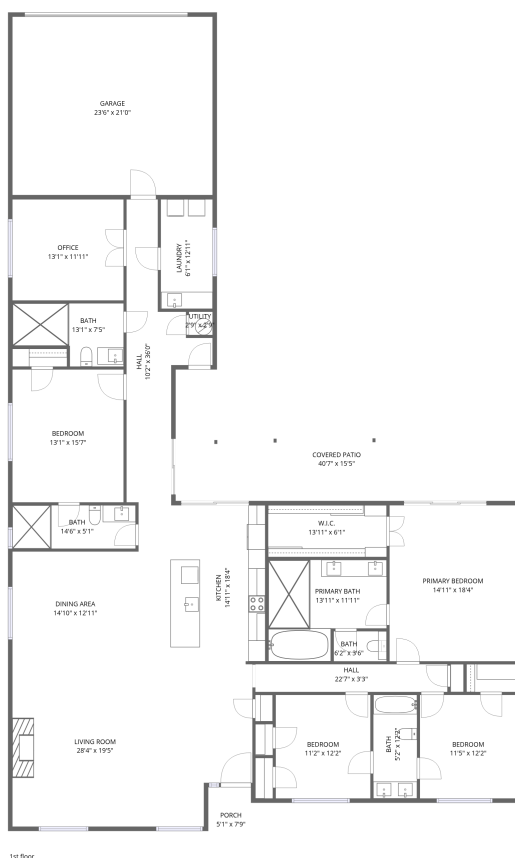 GARAGE
23'6" x 21'0"
OFFICE
13'1" x 11'11"
LAUNDRY
6'1" x 12'11"
BATH
13'1" x 7'5"
UTILITY
2'9" x 2'9"
HALL
10'2" x 36'0"
BEDROOM
13'1" x 15'7"
COVERED PATIO
40'7" x 15'5"
BATH
14'6" x 5'1"
W.I.C.
13'11" x 6'1"
KITCHEN
14'11" x 18'4"
PRIMARY BEDROOM
14'11" x 18'4"
PRIMARY BATH
13'11" x 11'11"
DINING AREA
14'10" x 12'11"
BATH
6'2" x 3'6"
HALL
22'7" x 3'3"
LIVING ROOM
28'4" x 19'5"
BEDROOM
11'2" x 12'2"
BATH
5'2" x 12'2"
BEDROOM
11'5" x 12'2"
PORCH
5'1" x 7'9"
1st floor